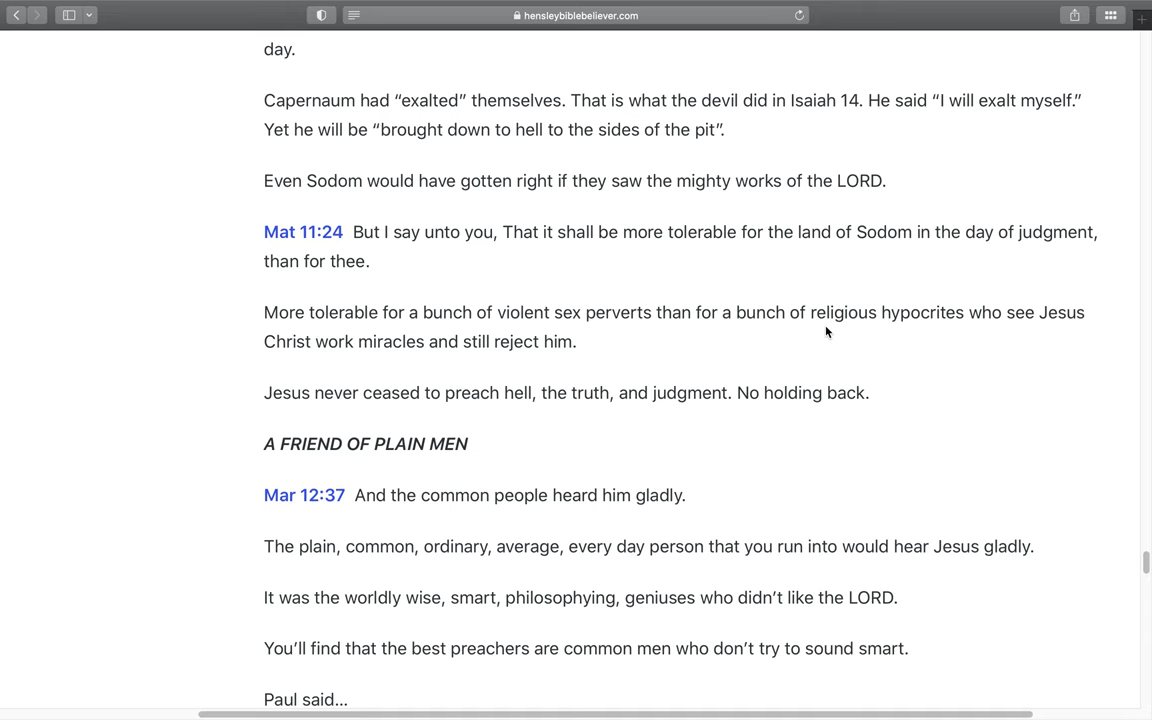 hensleybiblebeliever.com
day.
Capernaum had “exalted” themselves. That is what the devil did in Isaiah 14. He said “I will exalt myself.”
Yet he will be “brought down to hell to the sides of the pit”.
Even Sodom would have gotten right if they saw the mighty works of the LORD.
Mat 11:24 But I say unto you, That it shall be more tolerable for the land of Sodom in the day of judgment,
than for thee.
More tolerable for a bunch of violent sex perverts than for a bunch of religious hypocrites who see Jesus
Christ work miracles and still reject him.
Jesus never ceased to preach hell, the truth, and judgment. No holding back.
A FRIEND OF PLAIN MEN
Mar 12:37 And the common people heard him gladly.
The plain, common, ordinary, average, every day person that you run into would hear Jesus gladly.
It was the worldly wise, smart, philosophying, geniuses who didn’t like the LORD.
You’ll find that the best preachers are common men who don’t try to sound smart.
Paul said…